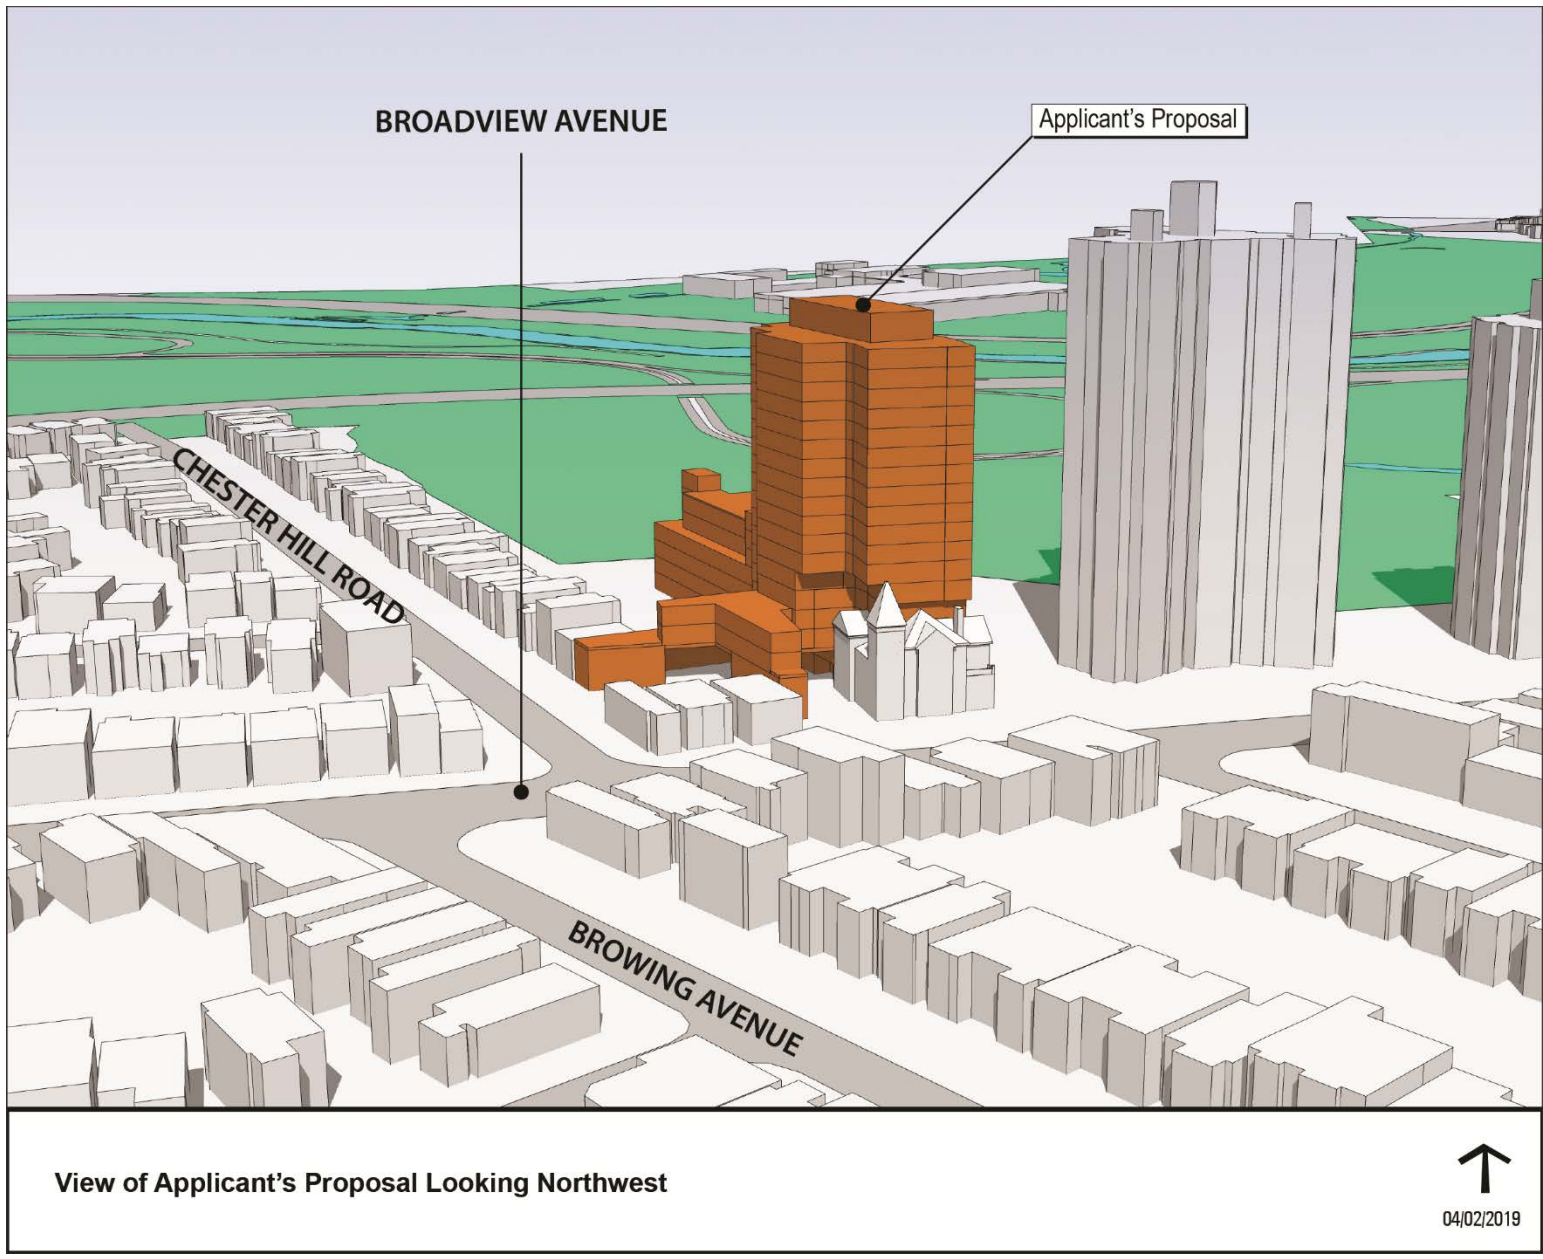 BROADVIEW AVENUE
Applicant's Proposal
CHESTER HILL ROAD
BROWING AVENUE
View of Applicant's Proposal Looking Northwest
04/02/2019